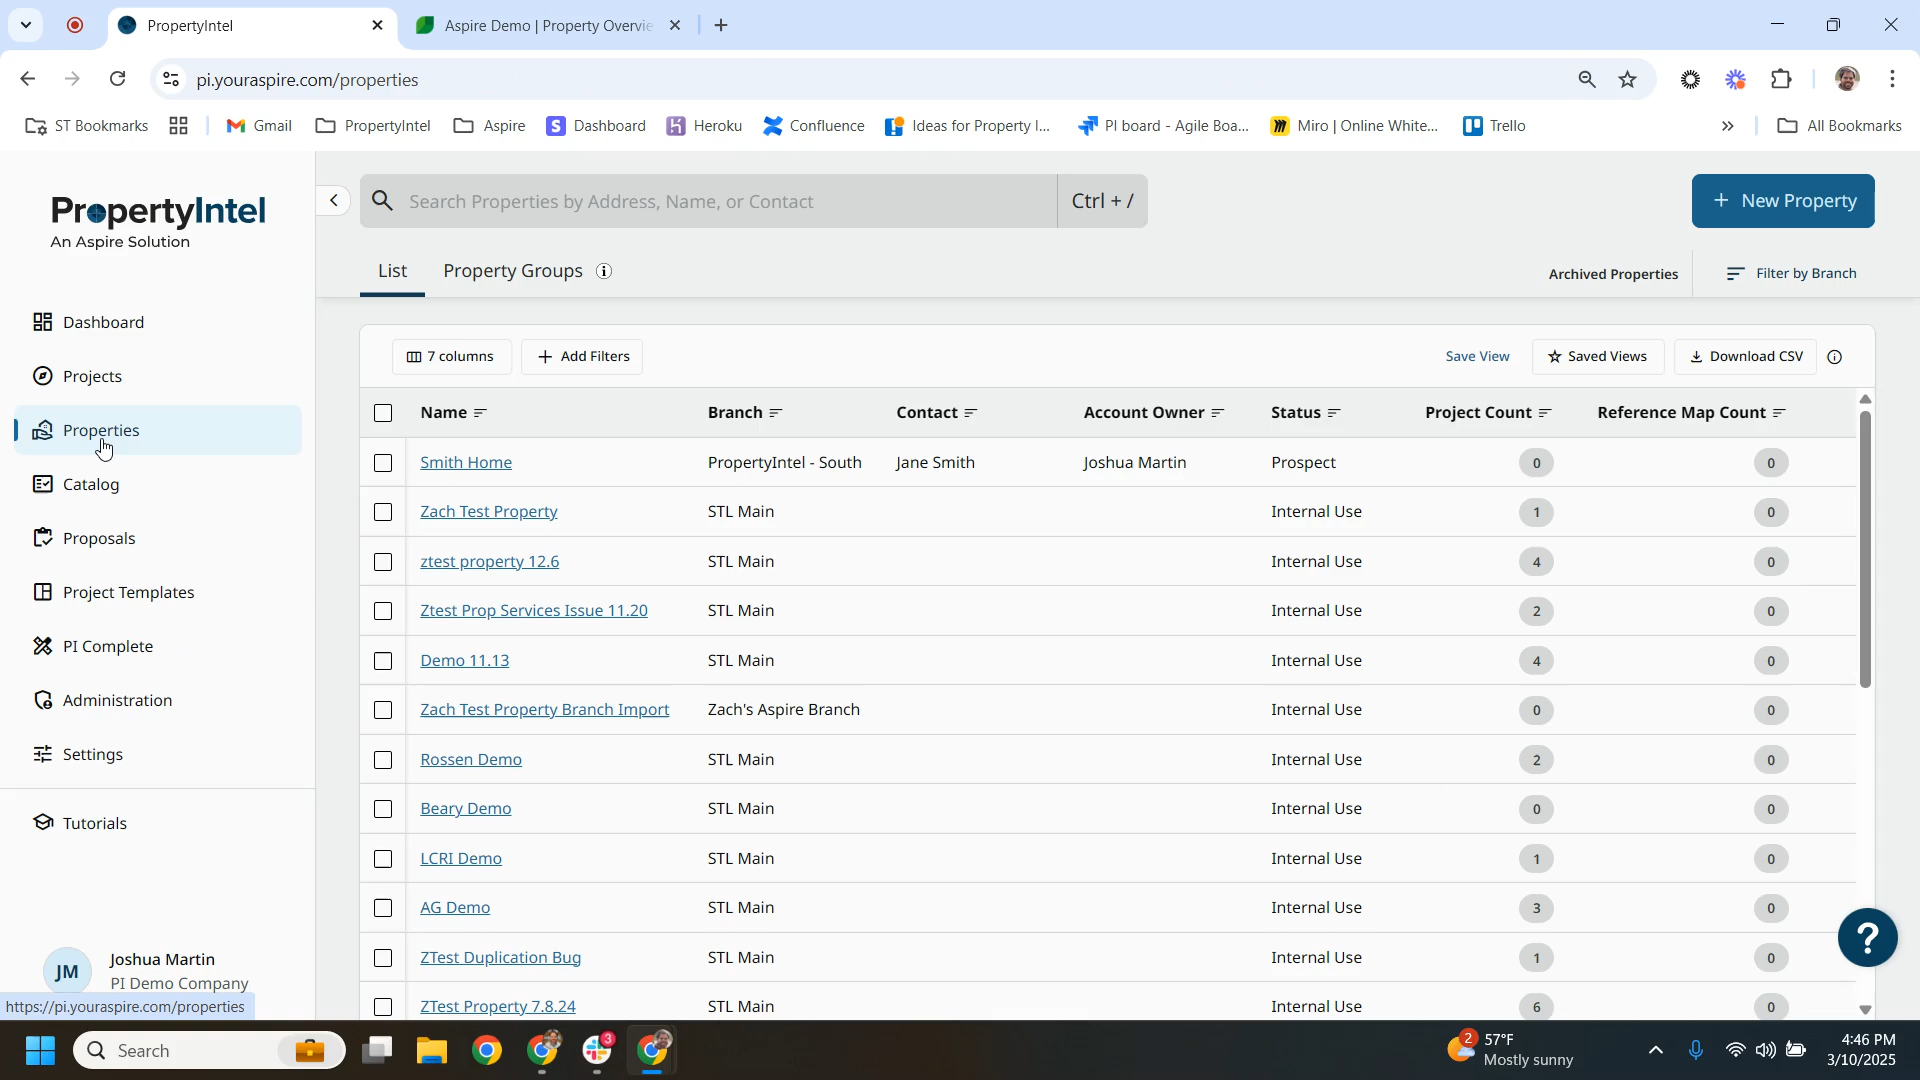 PropertyIntel
Aspire Demo | Property Overvie
pi.youraspire.com/properties
ST Bookmarks
Gmail
PropertyIntel
Aspire
Dashboard
Heroku
Confluence
Ideas for Property I...
PI board - Agile Boa...
Miro | Online White...
Trello
All Bookmarks
PropertyIntel
An Aspire Solution
Search Properties by Address, Name, or Contact
Ctrl + /
+ New Property
List
Property Groups
Archived Properties
Filter by Branch
Dashboard
Projects
Properties
Catalog
Proposals
Project Templates
PI Complete
Administration
Settings
Tutorials
JM
Joshua Martin
PI Demo Company
https://pi.youraspire.com/properties
7 columns
+ Add Filters
Save View
Saved Views
Download CSV
Name Branch Contact Account Owner Status Project Count Reference Map Count
Smith Home PropertyIntel - South Jane Smith Joshua Martin Prospect 0 0
Zach Test Property STL Main Internal Use 1 0
ztest property 12.6 STL Main Internal Use 4 0
Ztest Prop Services Issue 11.20 STL Main Internal Use 2 0
Demo 11.13 STL Main Internal Use 4 0
Zach Test Property Branch Import Zach's Aspire Branch Internal Use 0 0
Rossen Demo STL Main Internal Use 2 0
Beary Demo STL Main Internal Use 0 0
LCRI Demo STL Main Internal Use 1 0
AG Demo STL Main Internal Use 3 0
ZTest Duplication Bug STL Main Internal Use 1 0
ZTest Property 7.8.24 STL Main Internal Use 6 0
?
Search
3
2
57°F
Mostly sunny
4:46 PM
3/10/2025